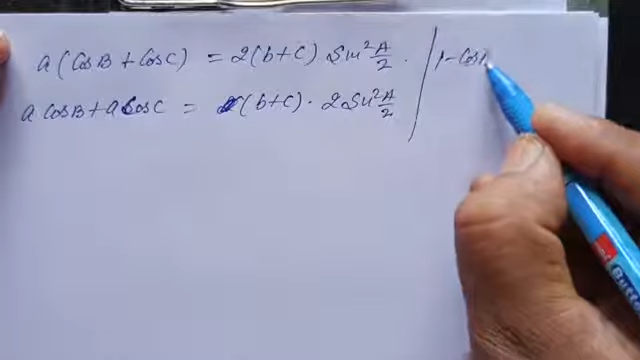 a(CosB+CosC) = 2(b+c) Sin²A/2. | 1-Cos
a CosB+a CosC = (b+c). 2Sin²A/2